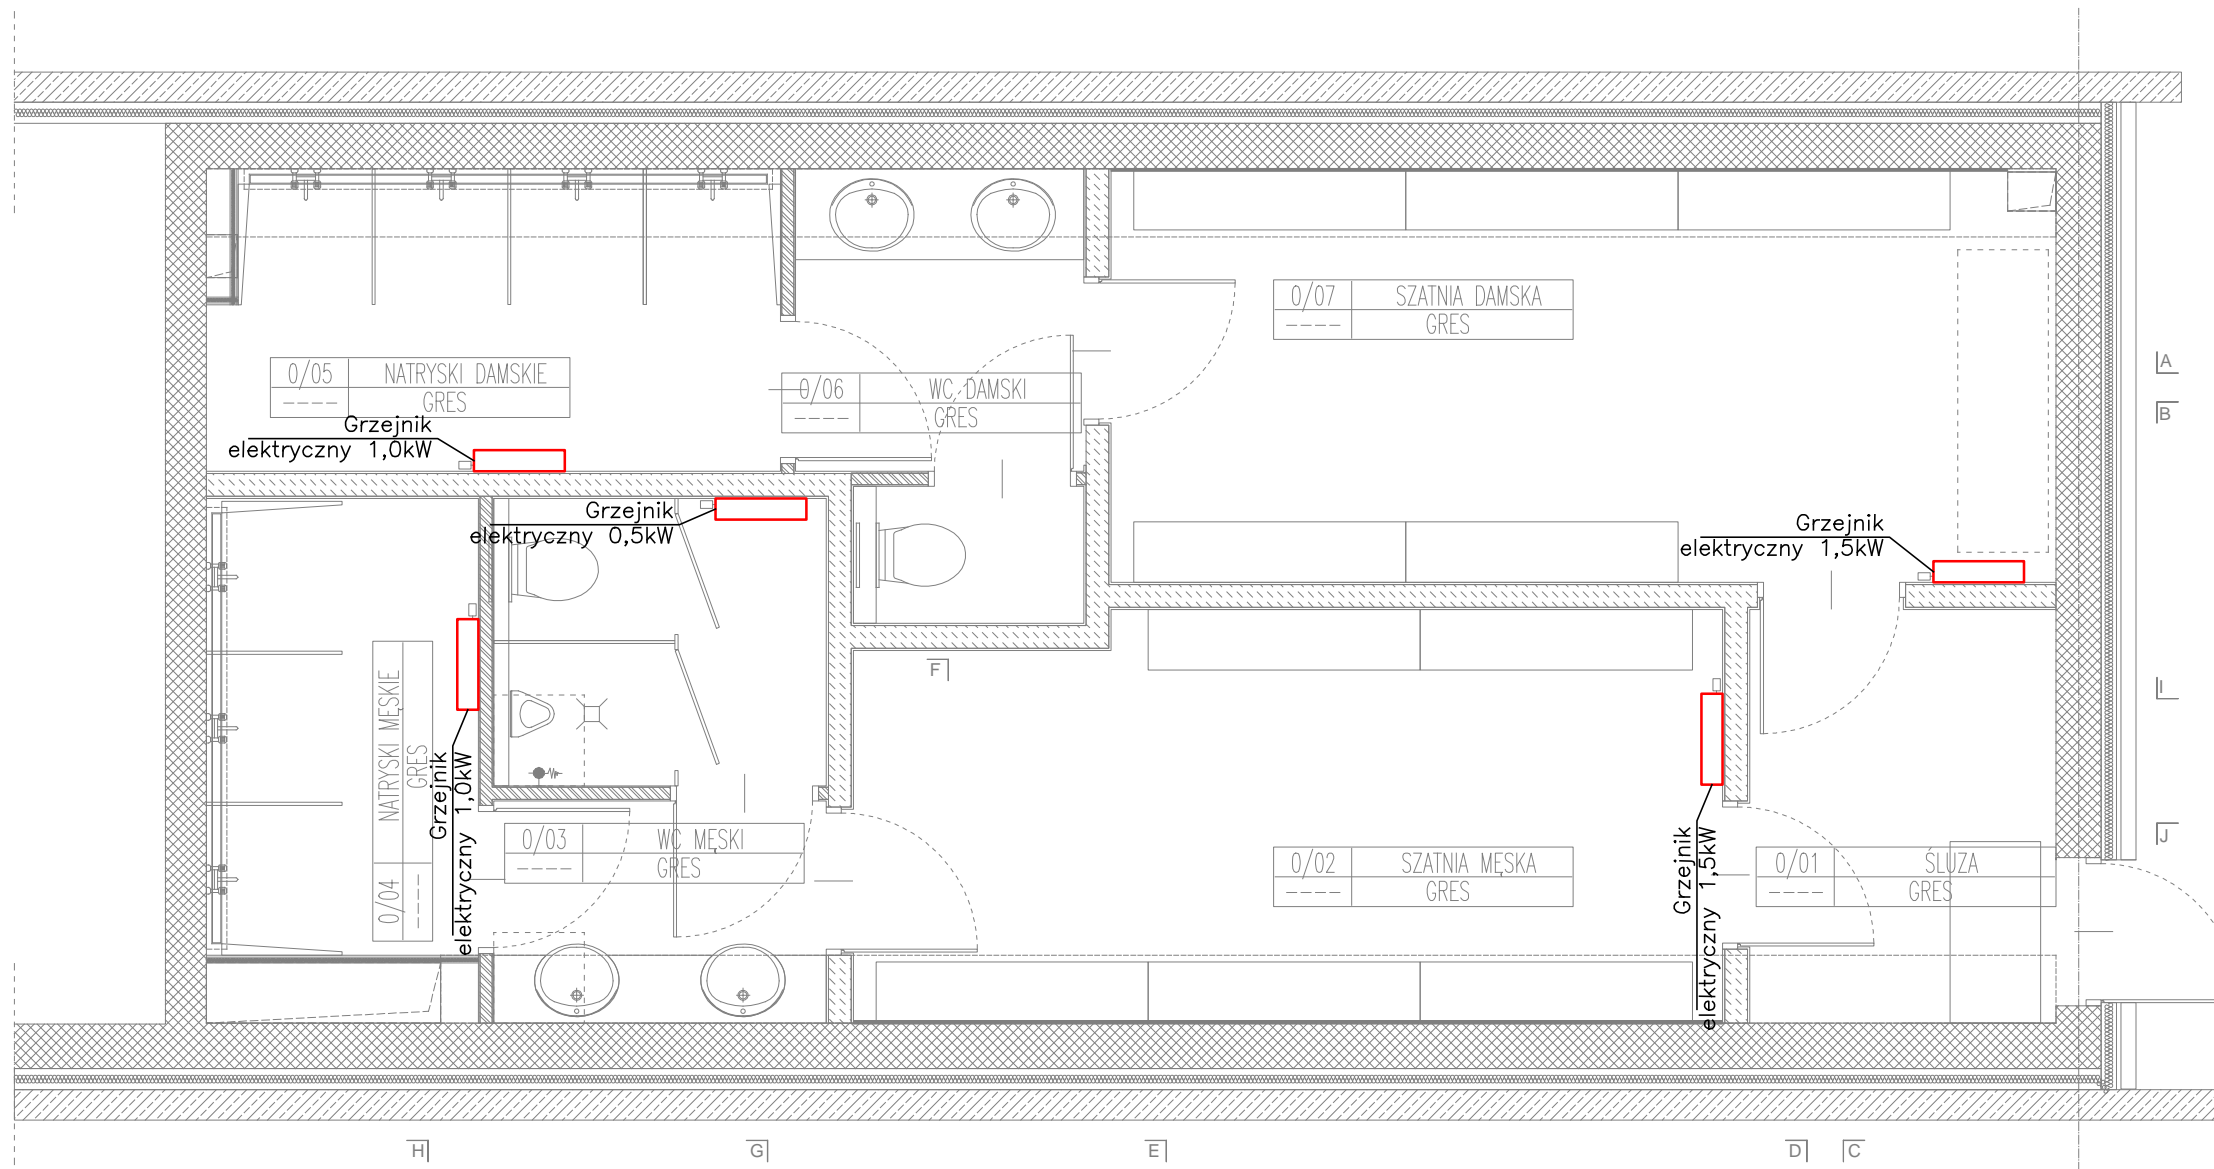 0/07 SZATNIA DAMSKA
GRES
A
0/05 NATRYSKI DAMSKIE
GRES
0/06 WC DAMSKI
GRES
B
Grzejnik
elektryczny 1,0kW
Grzejnik
elektryczny 0,5kW
Grzejnik
elektryczny 1,5kW
F
I
0/04 NATRYSKI MĘSKIE
GRES
Grzejnik
elektryczny 1,0kW
0/03 WC MĘSKI
GRES
0/02 SZATNIA MĘSKA
GRES
Grzejnik
elektryczny 1,5kW
0/01 ŚLUZA
GRES
J
H
G
E
D
C